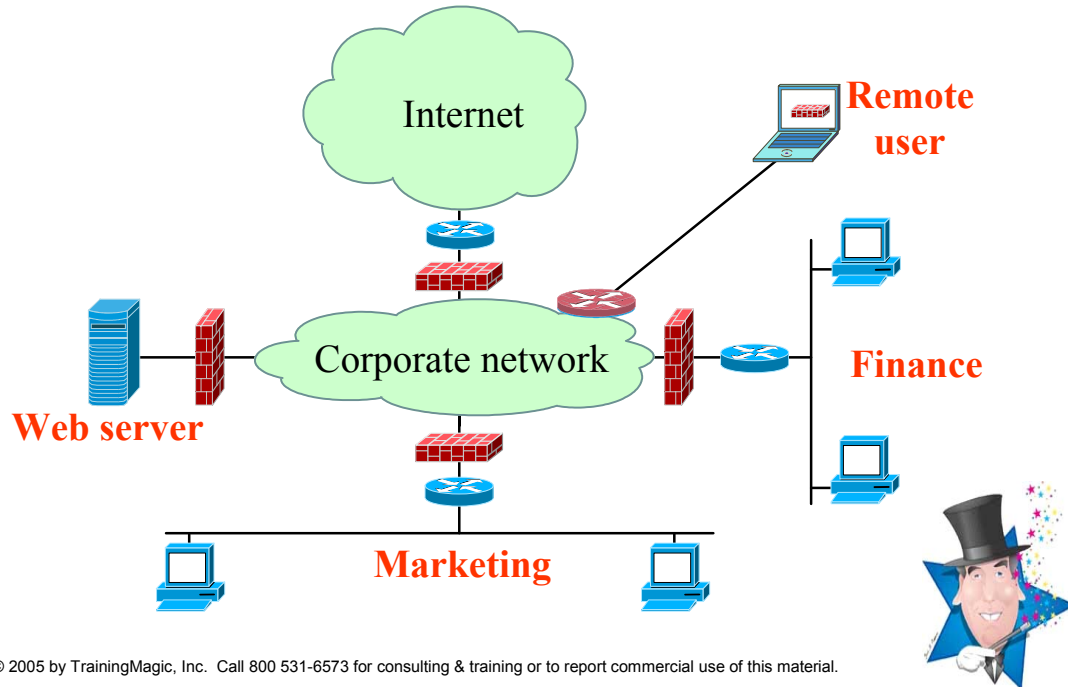 Internet
Remote
user
Corporate network
Finance
Web server
Marketing
© 2005 by TrainingMagic, Inc. Call 800 531-6573 for consulting & training or to report commercial use of this material.